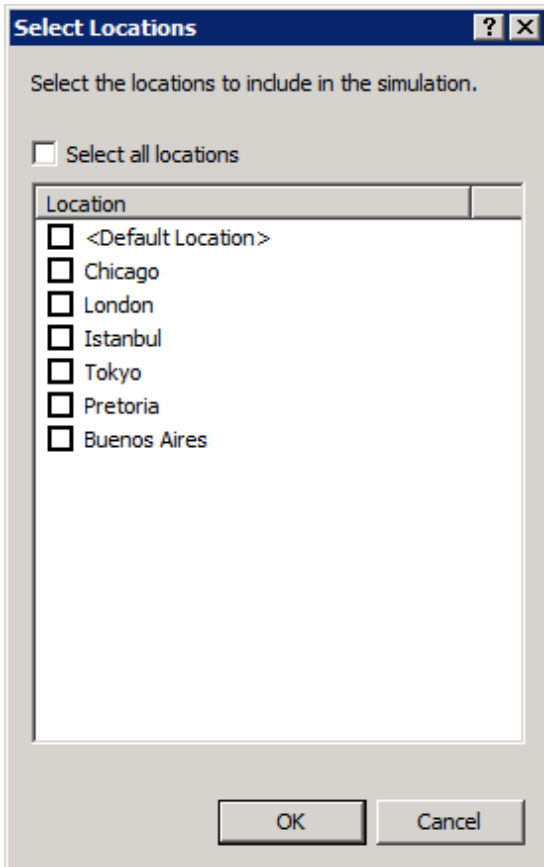 Select Locations
Select the locations to include in the simulation.
Select all locations
Location
<Default Location>
Chicago
London
Istanbul
Tokyo
Pretoria
Buenos Aires
OK Cancel